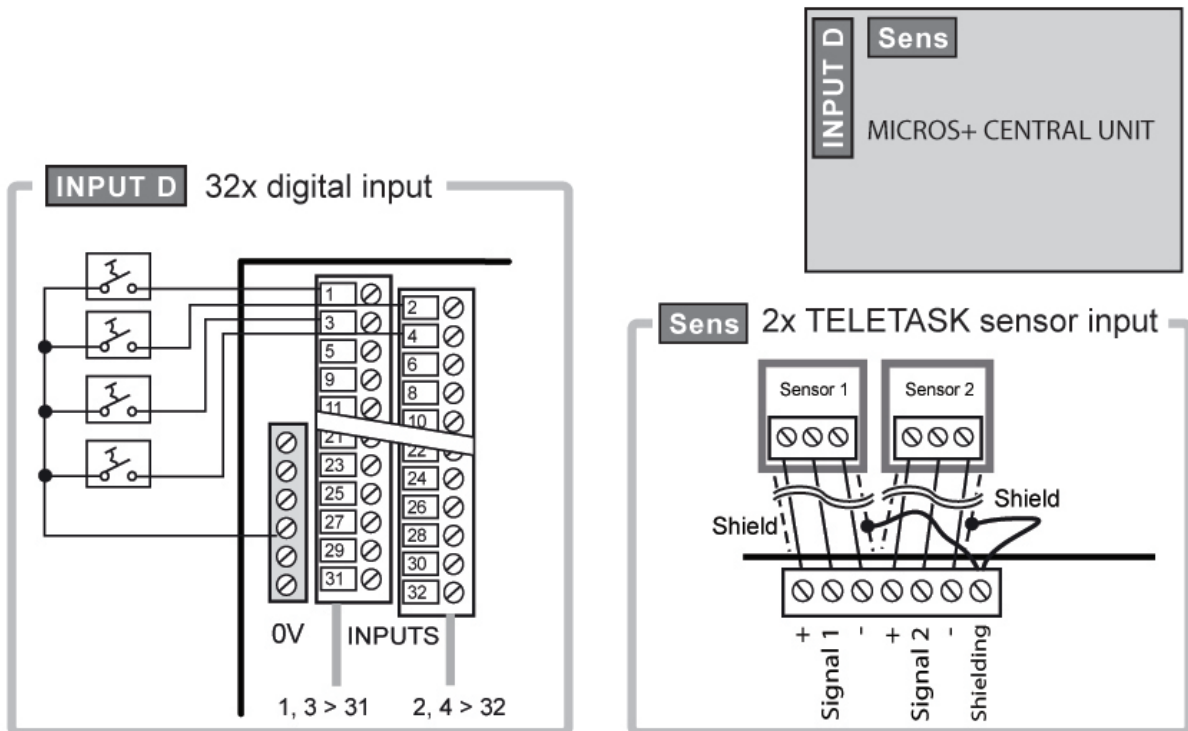 INPUT D
Sens
MICROS+ CENTRAL UNIT
INPUT D 32x digital input
1
3
5
9
11
21
23
25
27
29
31
2
4
6
8
10
22
24
26
28
30
32
0V
INPUTS
1, 3 > 31
2, 4 > 32
Sens 2x TELETASK sensor input
Sensor 1
Sensor 2
Shield
Shield
+
Signal 1
-
+
Signal 2
-
Shielding